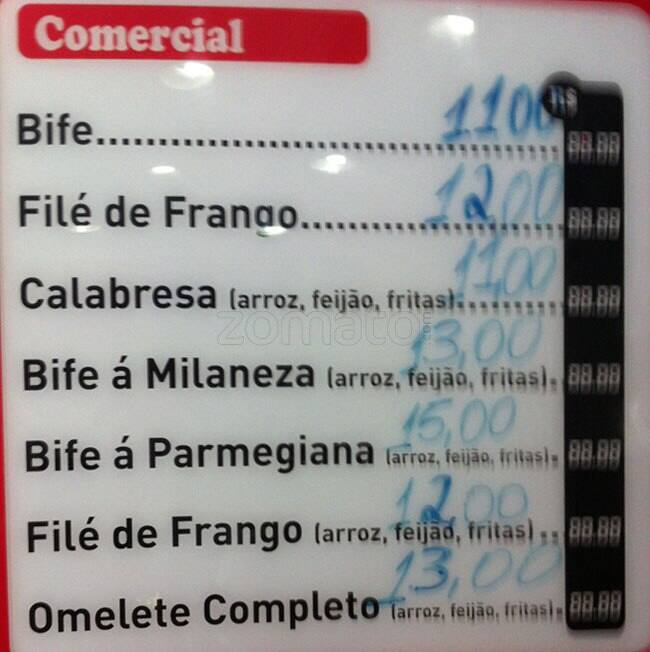 Comercial
R$
Bife........................................ 11,00 88.88
Filé de Frango........................ 12,00 88.88
Calabresa (arroz, feijão, fritas)......... 11,00 88.88
zomato.com
Bife á Milaneza (arroz, feijão, fritas). 13,00 88.88
Bife á Parmegiana (arroz, feijão, fritas). 15,00 88.88
Filé de Frango (arroz, feijão, fritas)... 12,00 88.88
Omelete Completo (arroz, feijão, fritas). 13,00 88.88